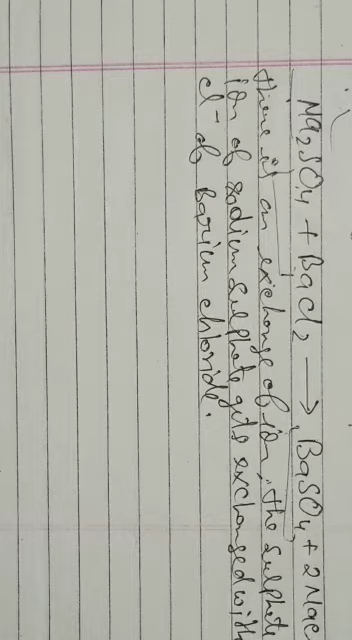 Na₂SO₄ + BaCl₂ ⟶ BaSO₄ + 2NaCl
there is an exchange of ion, the sulphate
ion of sodium sulphate gets exchanged with
cl⁻ of Barium chloride.